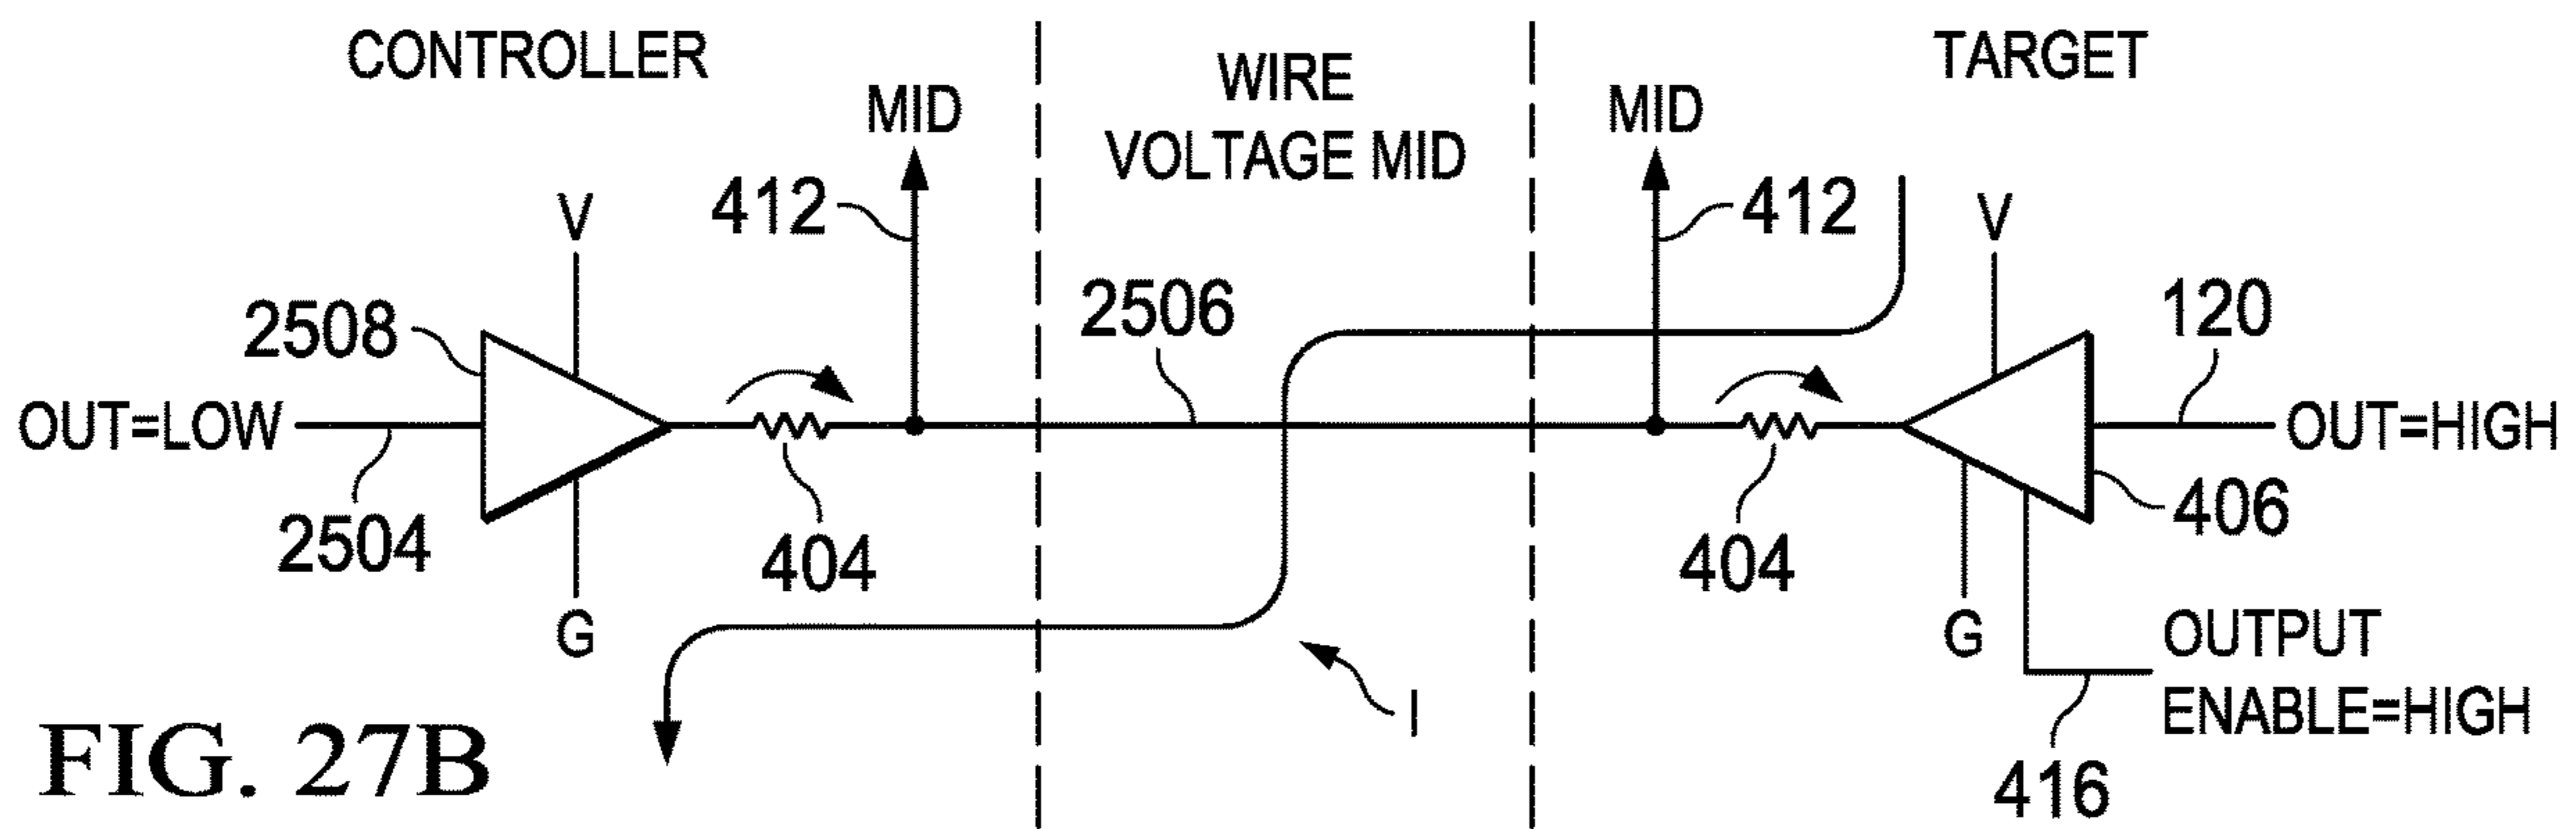 CONTROLLER
WIRE
VOLTAGE MID
TARGET
MID
MID
412
412
V
V
2508
2506
120
OUT=LOW
OUT=HIGH
2504
404
404
406
G
G
OUTPUT
ENABLE=HIGH
I
416
FIG. 27B